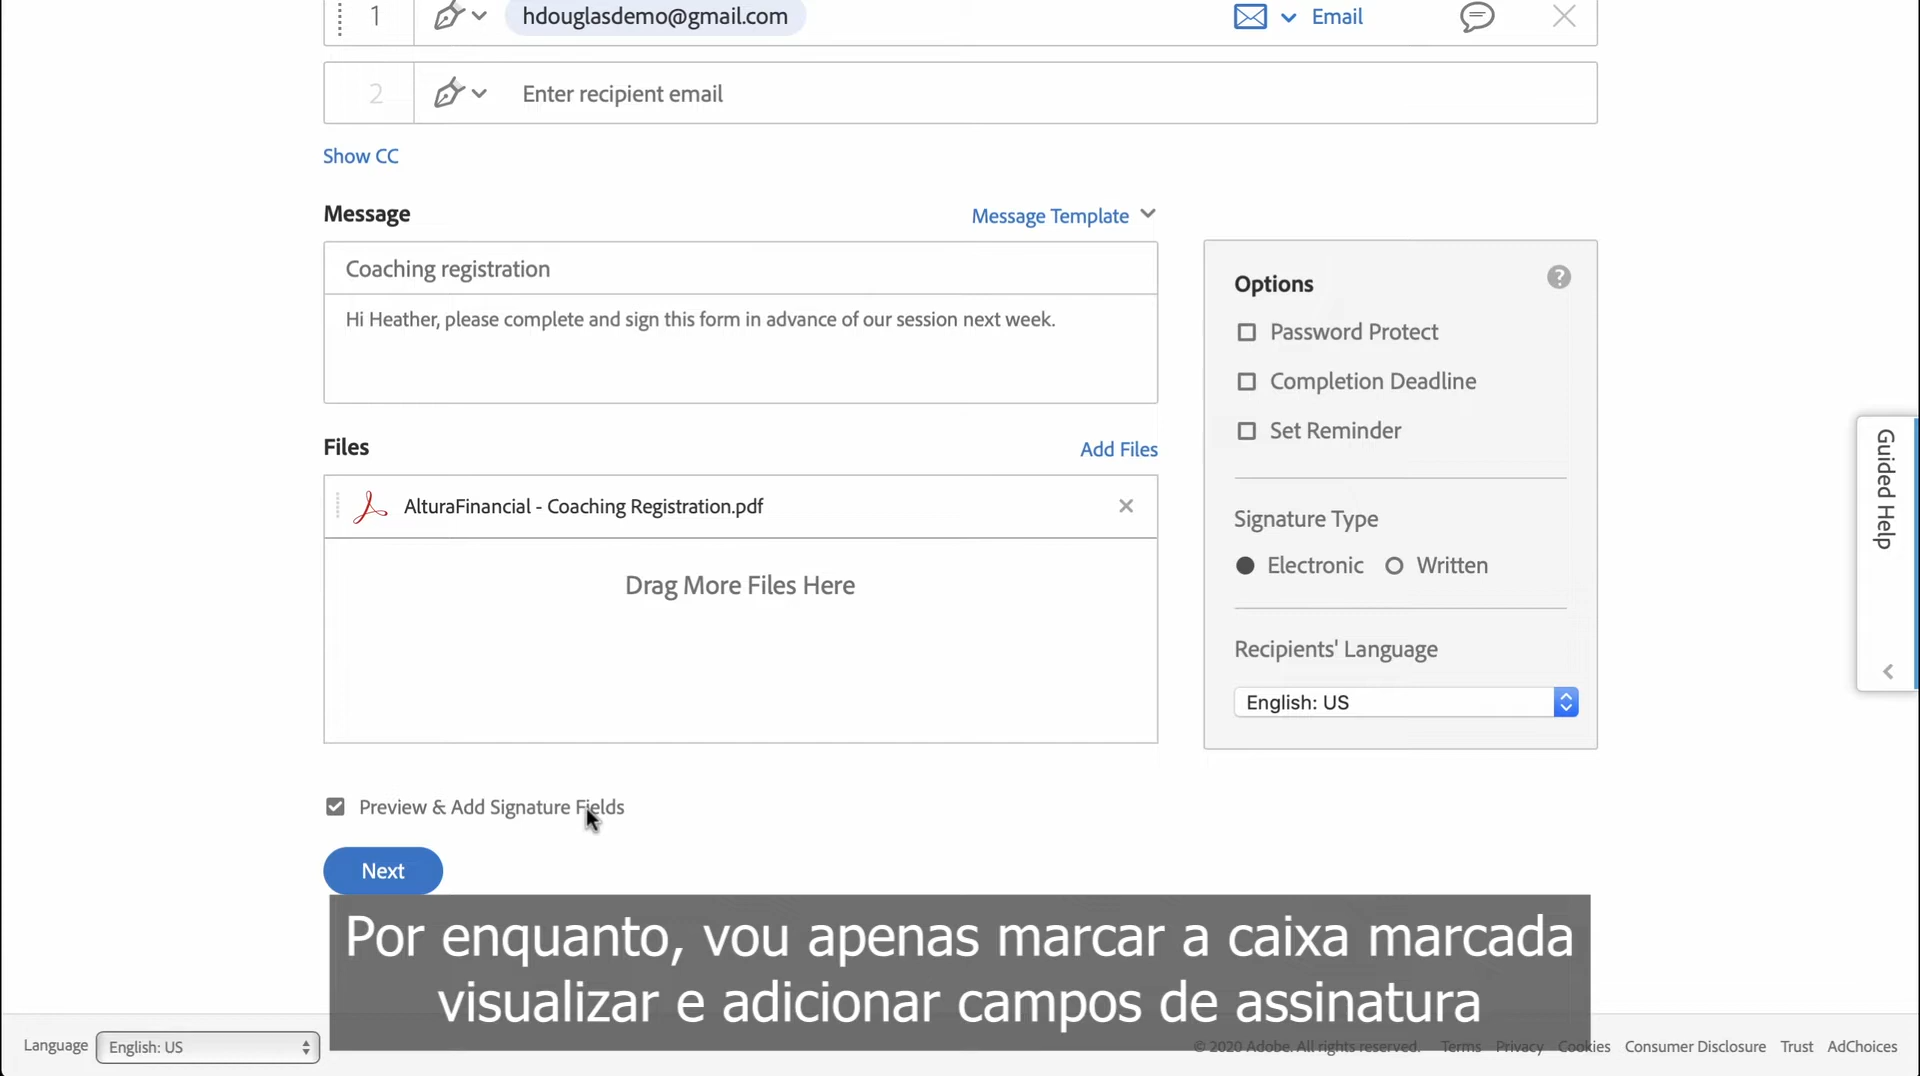 1 hdouglasdemo@gmail.com Email
2 Enter recipient email
Show CC
Message Message Template
Coaching registration
Hi Heather, please complete and sign this form in advance of our session next week.
Files Add Files
AlturaFinancial - Coaching Registration.pdf
Drag More Files Here
Options ?
Password Protect
Completion Deadline
Set Reminder
Signature Type
Electronic Written
Recipients' Language
English: US
Guided Help
Preview & Add Signature Fields
Next
Por enquanto, vou apenas marcar a caixa marcada
visualizar e adicionar campos de assinatura
Language English: US © 2020 Adobe. All rights reserved. Terms Privacy Cookies Consumer Disclosure Trust AdChoices